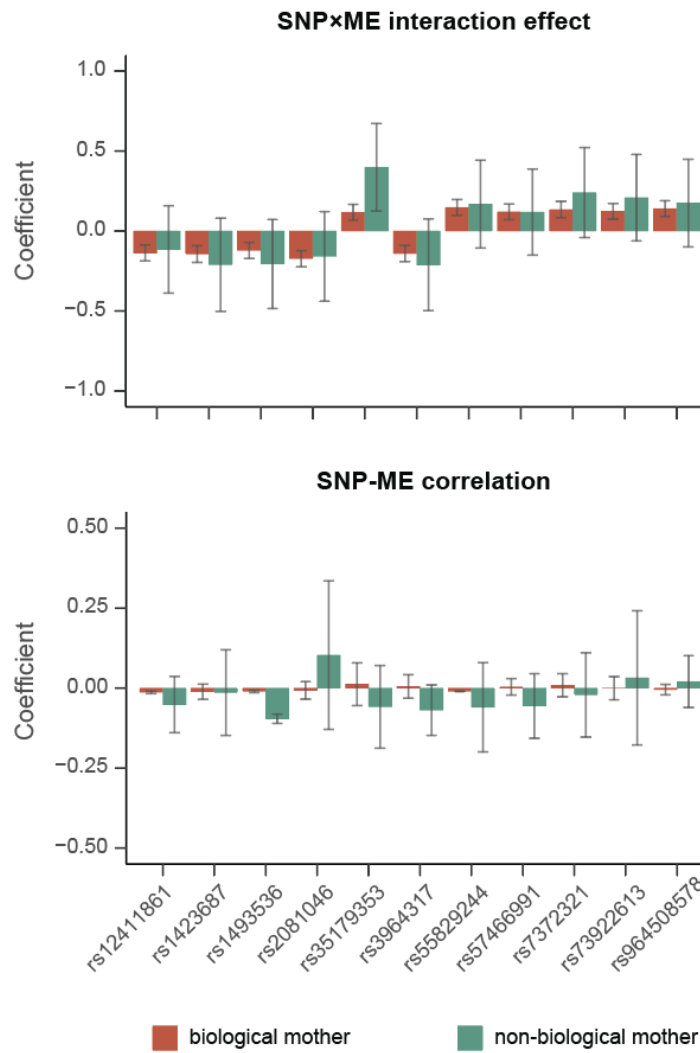 SNP×ME interaction effect
1.0
0.5
0.0
−0.5
−1.0
Coefficient
SNP-ME correlation
0.50
0.25
0.00
−0.25
−0.50
Coefficient
rs12411861
rs1423687
rs1493536
rs2081046
rs35179353
rs3964317
rs55829244
rs57466991
rs7372321
rs73922613
rs964508578
biological mother
non-biological mother